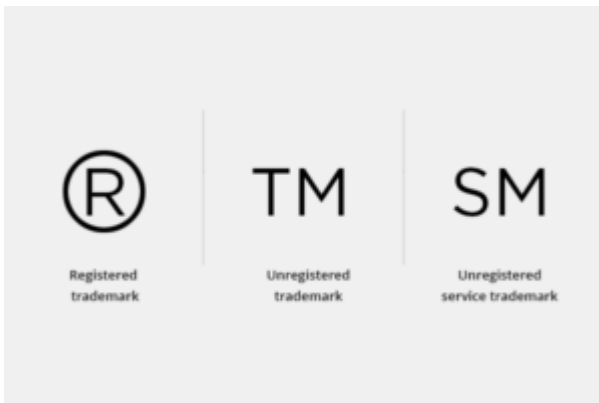 ® TM SM
Registered trademark
Unregistered trademark
Unregistered service trademark